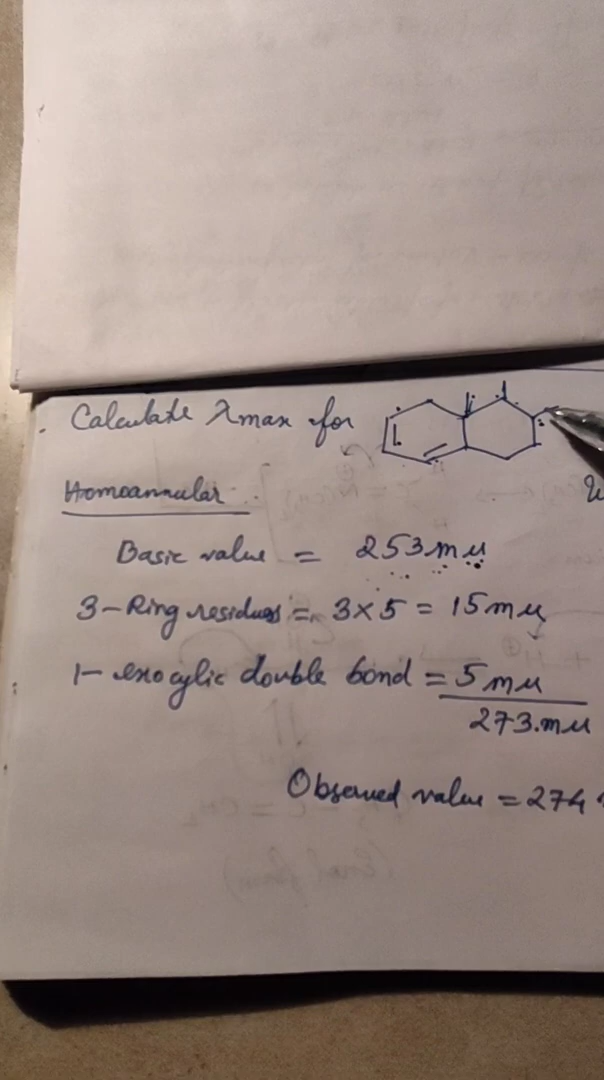 . Calculate λmax for
Homoannular
Basic value = 253 mμ
3- Ring residues = 3×5 = 15 mμ
1- exocylic double bond = 5 mμ
273.mμ
Observed value = 274